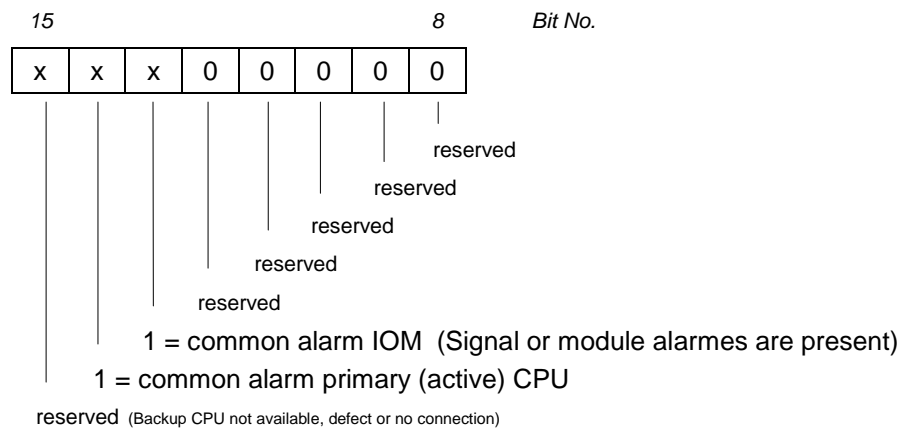 15 8 Bit No.
x x x 0 0 0 0 0
reserved
reserved
reserved
reserved
reserved
1 = common alarm IOM (Signal or module alarmes are present)
1 = common alarm primary (active) CPU
reserved (Backup CPU not available, defect or no connection)